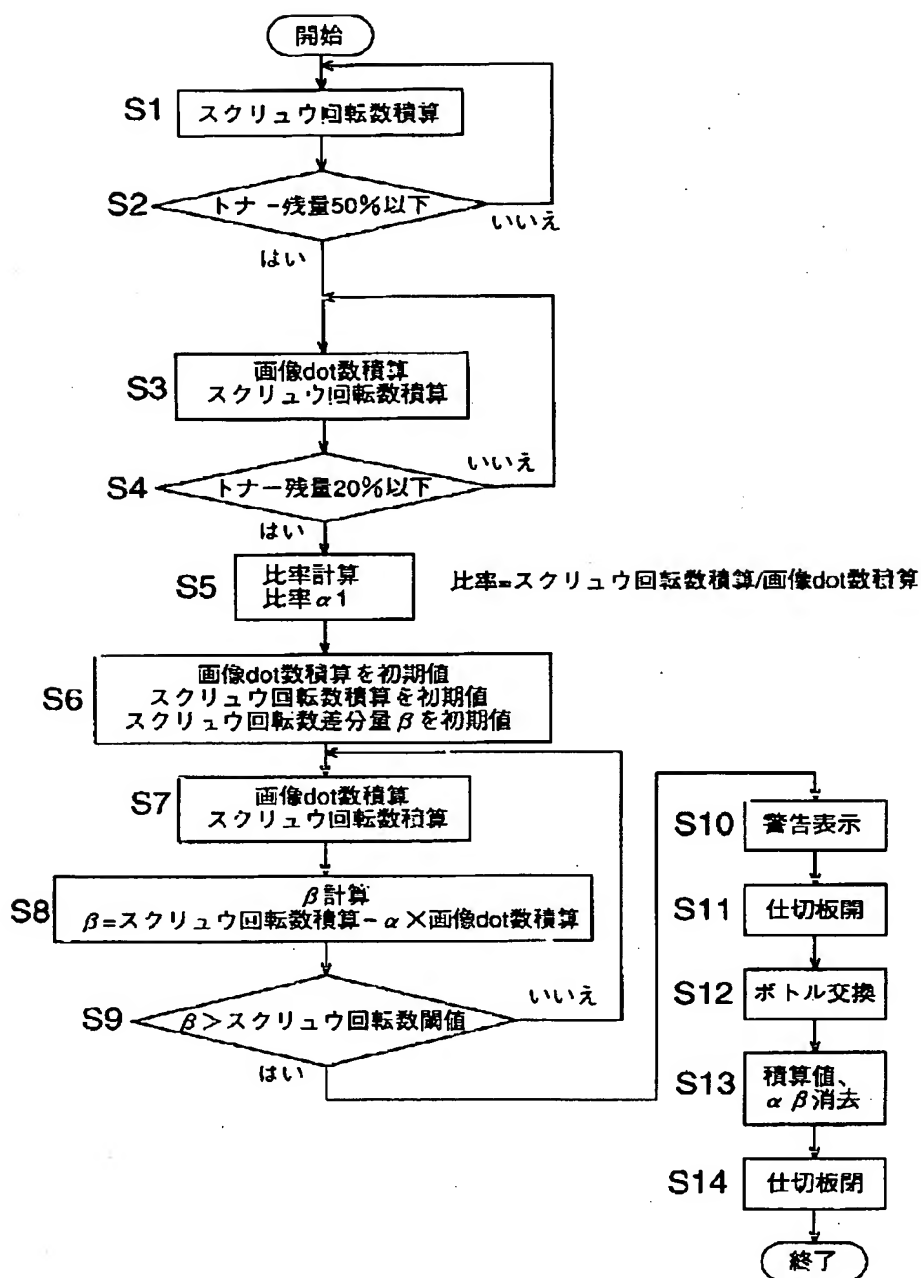 開始
S1
スクリュウ回転数積算
S2
トナー残量50%以下
いいえ
はい
S3
画像dot数積算
スクリュウ回転数積算
いいえ
S4
トナー残量20%以下
はい
S5
比率計算
比率α1
比率=スクリュウ回転数積算/画像dot数積算
S6
画像dot数積算を初期値
スクリュウ回転数積算を初期値
スクリュウ回転数差分量βを初期値
S7
画像dot数積算
スクリュウ回転数積算
S8
β計算
β=スクリュウ回転数積算-α×画像dot数積算
S9
β>スクリュウ回転数閾値
いいえ
はい
S10
警告表示
S11
仕切板開
S12
ボトル交換
S13
積算値、
αβ消去
S14
仕切板閉
終了